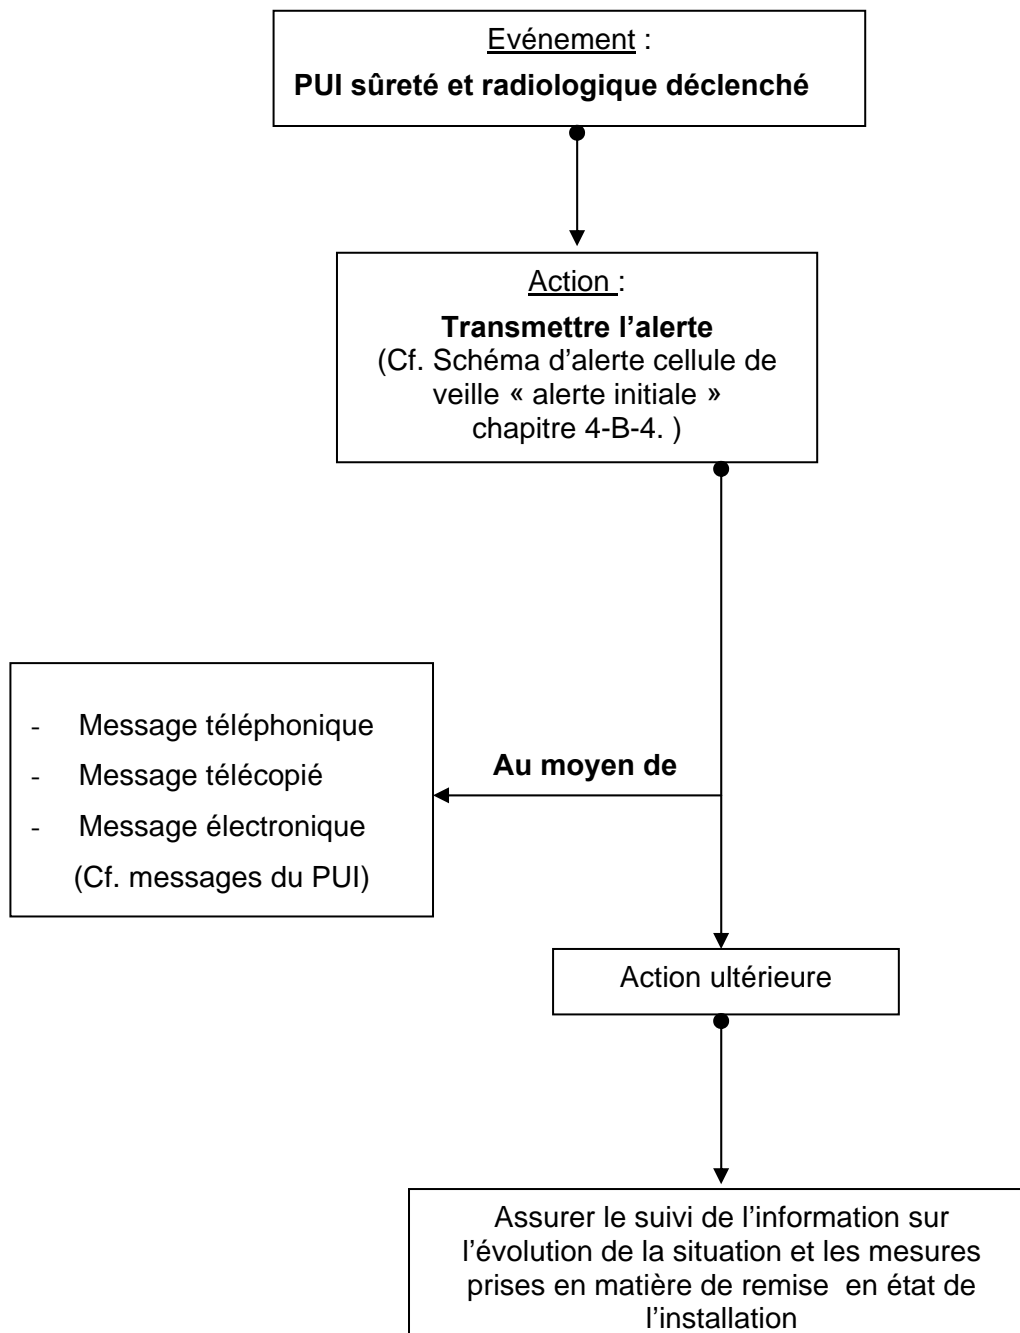 Evénement :
PUI sûreté et radiologique déclenché
Action :
Transmettre l’alerte
(Cf. Schéma d’alerte cellule de
veille « alerte initiale »
chapitre 4-B-4. )
- Message téléphonique
- Message télécopié
- Message électronique
(Cf. messages du PUI)
Au moyen de
Action ultérieure
Assurer le suivi de l’information sur
l’évolution de la situation et les mesures
prises en matière de remise en état de
l’installation